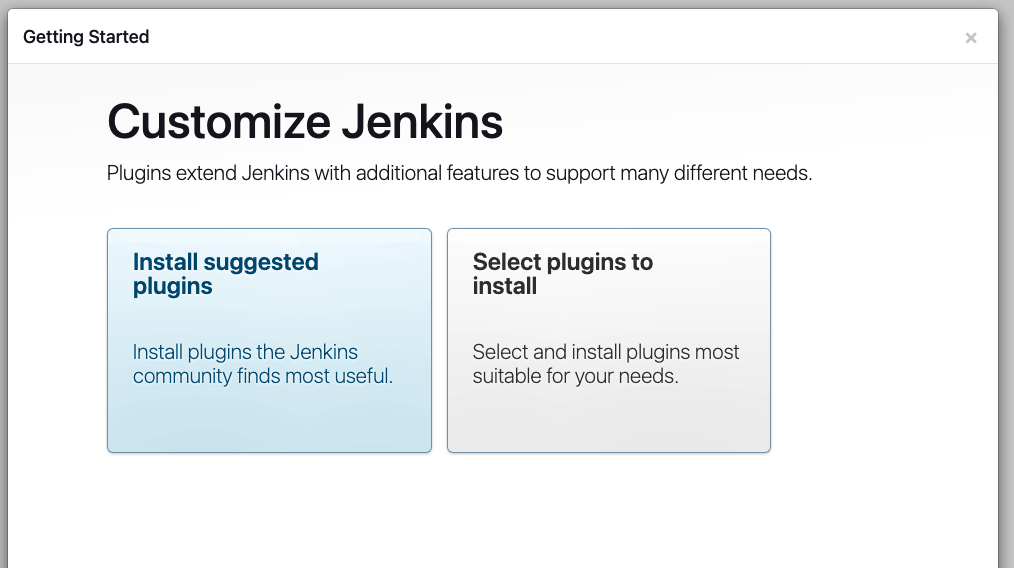 Getting Started
×
Customize Jenkins
Plugins extend Jenkins with additional features to support many different needs.
Install suggested
plugins
Install plugins the Jenkins
community finds most useful.
Select plugins to
install
Select and install plugins most
suitable for your needs.